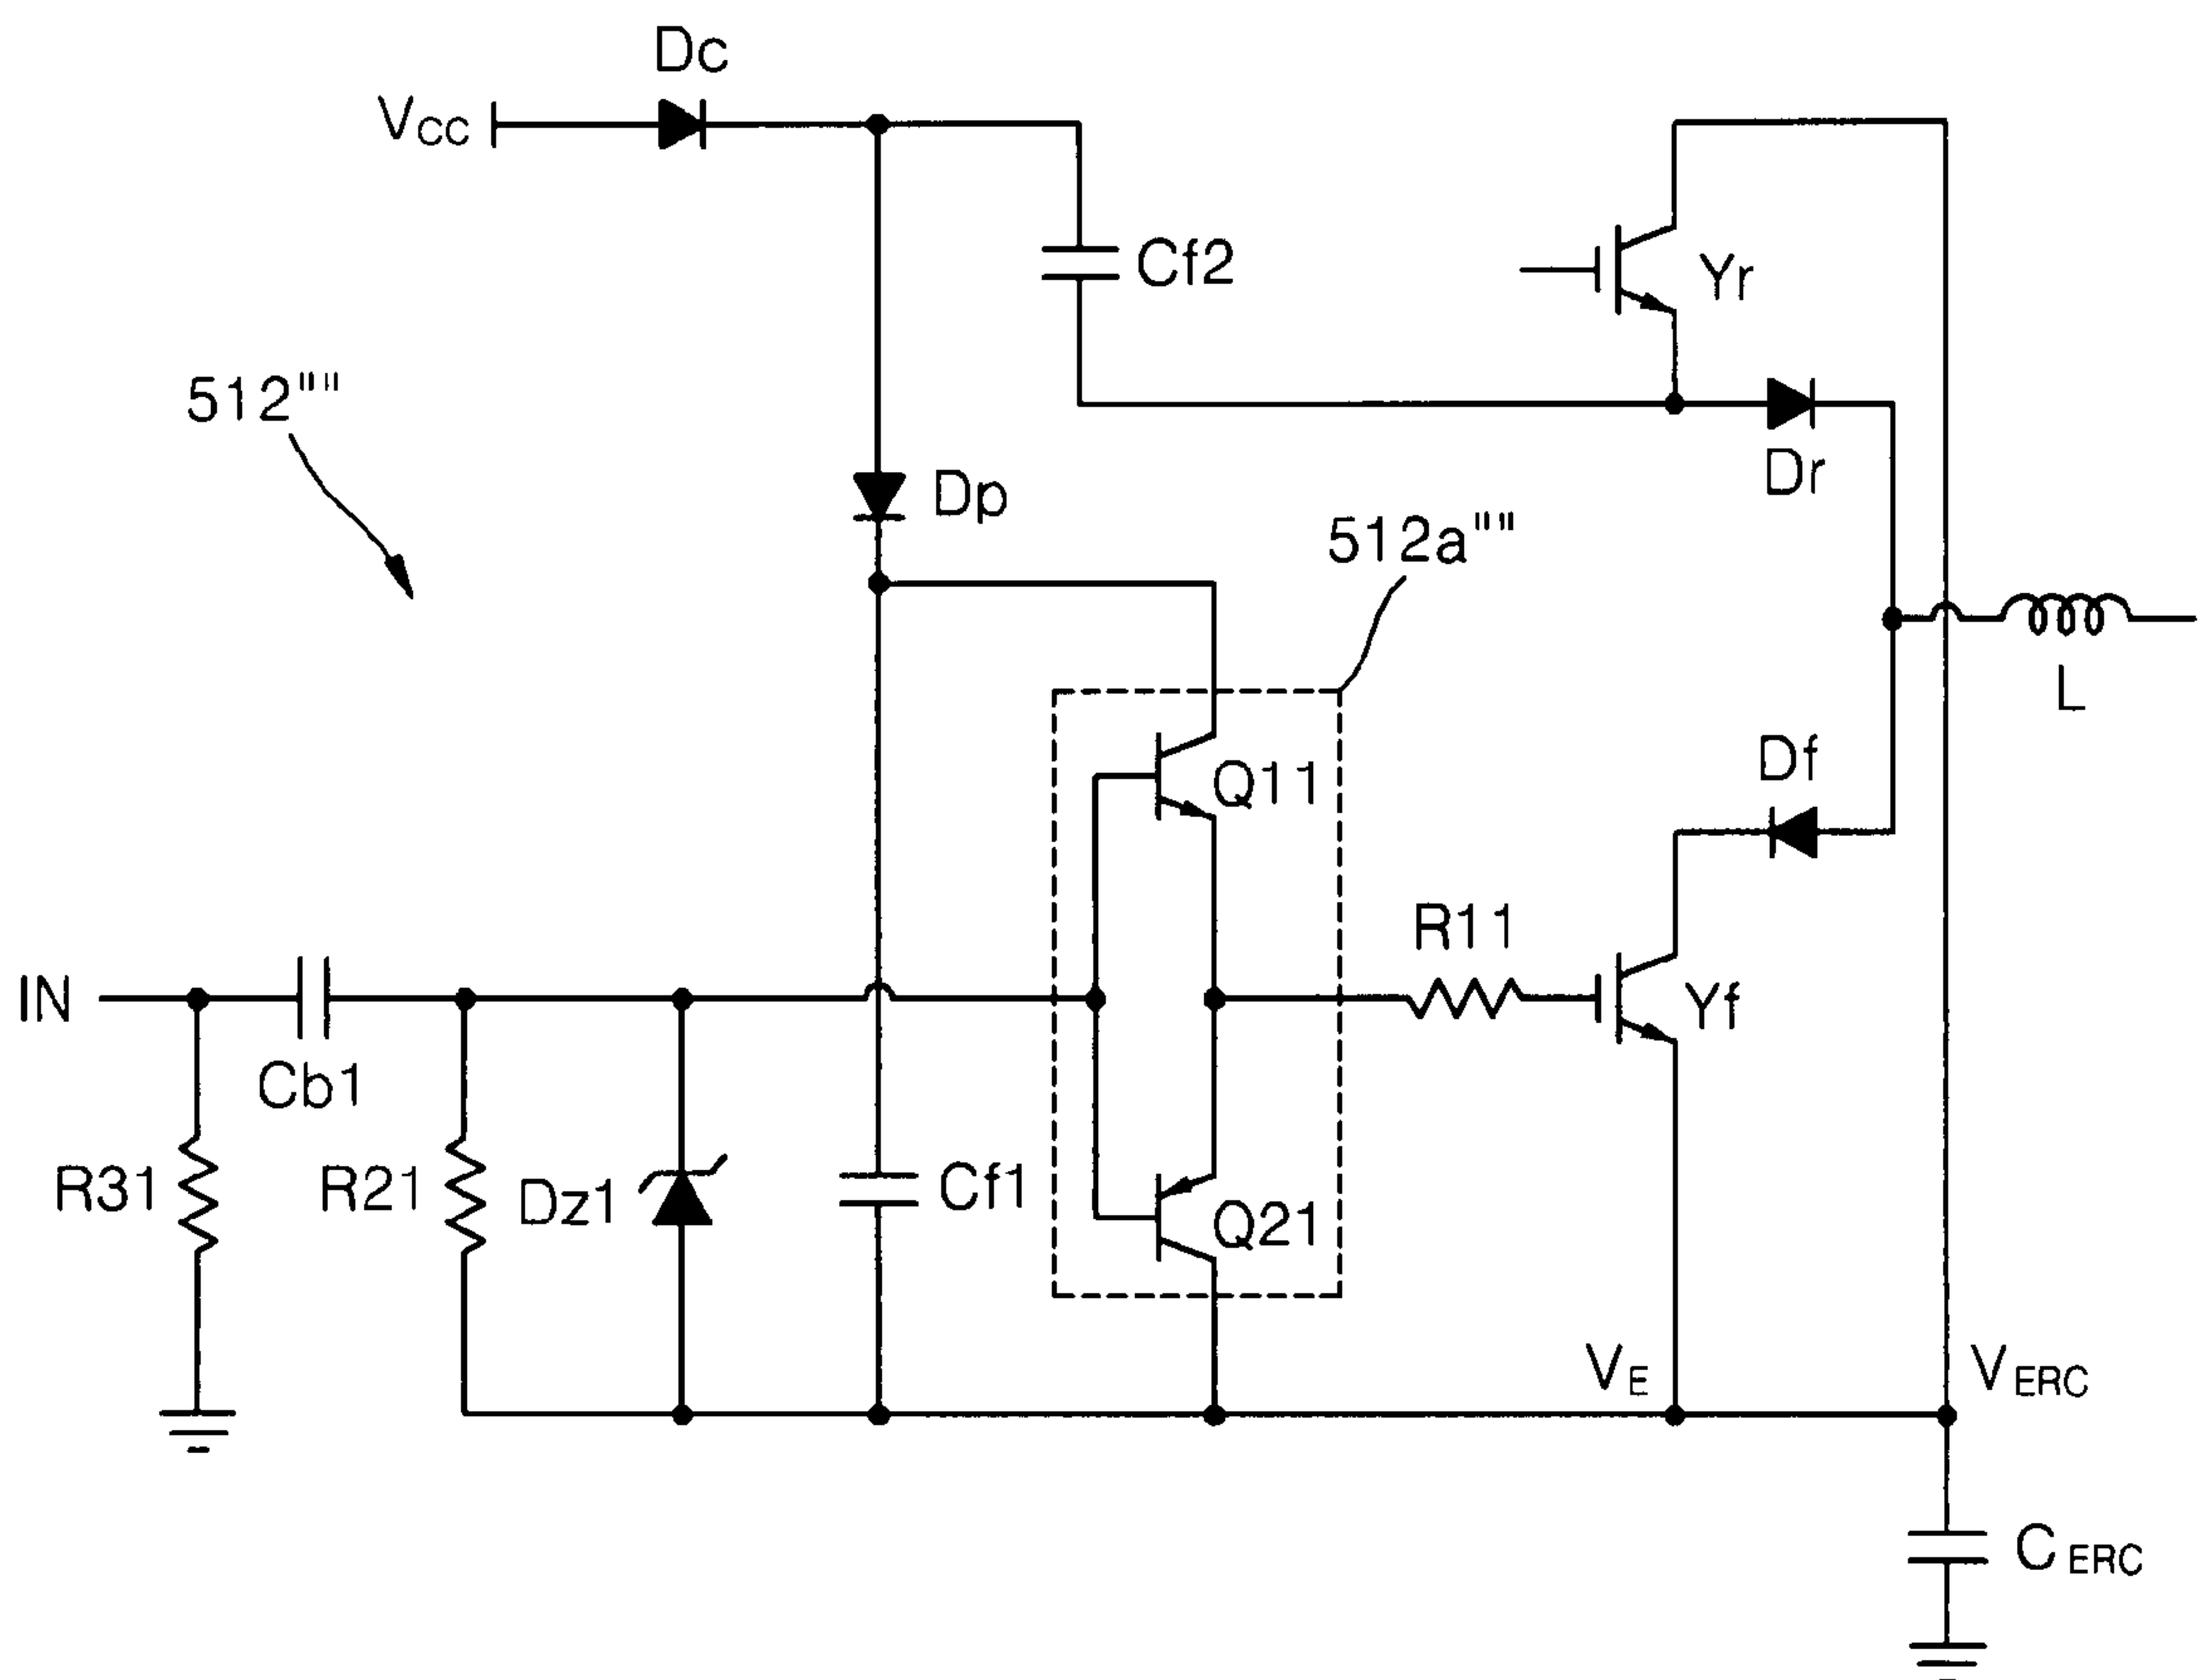 Dc
VCC
Cf2
Yr
512""
Dr
Dp
512a""
L
Q11
Df
R11
IN
Yf
Cb1
R31
R21
Dz1
Cf1
Q21
VE
VERC
CERC